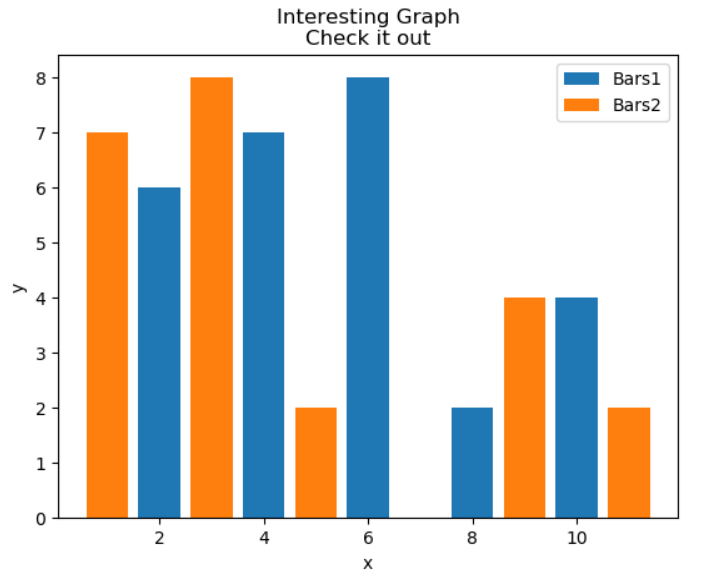 Interesting Graph
Check it out
Bars1
Bars2
8
7
6
5
4
3
2
1
0
y
2 4 6 8 10
x